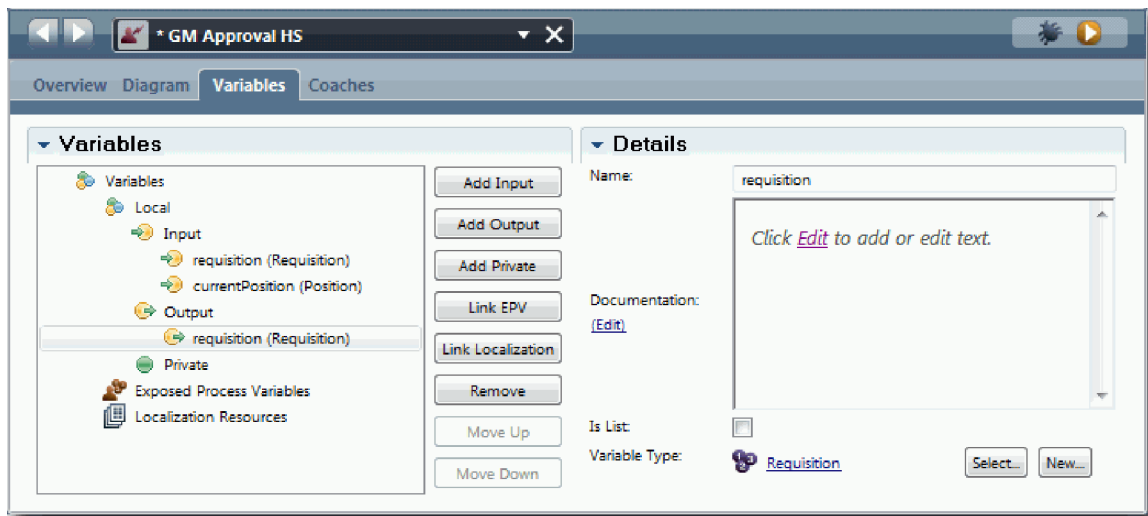 * GM Approval HS
Overview Diagram Variables Coaches
Variables
Variables
Local
Input
requisition (Requisition)
currentPosition (Position)
Output
requisition (Requisition)
Private
Exposed Process Variables
Localization Resources
Add Input
Add Output
Add Private
Link EPV
Link Localization
Remove
Move Up
Move Down
Details
Name: requisition
Click Edit to add or edit text.
Documentation:
(Edit)
Is List:
Variable Type: Requisition Select... New...